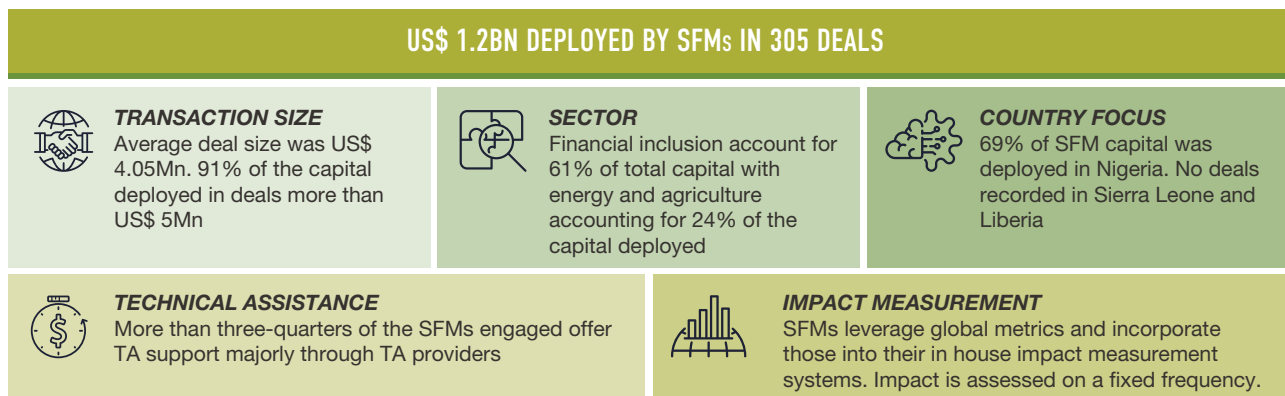 US$ 1.2BN DEPLOYED BY SFMs IN 305 DEALS
TRANSACTION SIZE
Average deal size was US$
4.05Mn. 91% of the capital
deployed in deals more than
US$ 5Mn
SECTOR
Financial inclusion account for
61% of total capital with
energy and agriculture
accounting for 24% of the
capital deployed
COUNTRY FOCUS
69% of SFM capital was
deployed in Nigeria. No deals
recorded in Sierra Leone and
Liberia
TECHNICAL ASSISTANCE
More than three-quarters of the SFMs engaged offer
TA support majorly through TA providers
IMPACT MEASUREMENT
SFMs leverage global metrics and incorporate
those into their in house impact measurement
systems. Impact is assessed on a fixed frequency.